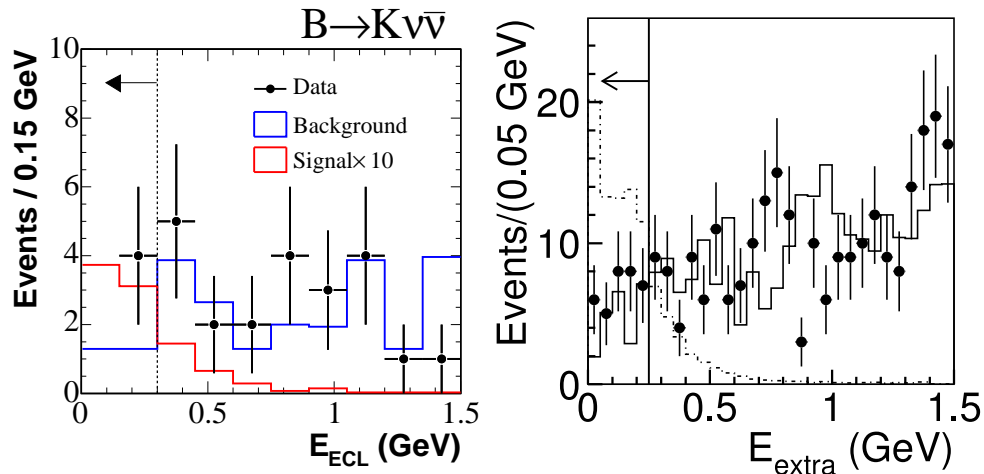 B→Kνν̄
Events / 0.15 GeV
10
8
6
4
2
0
Data
Background
Signal× 10
0 0.5 1 1.5
E_ECL (GeV)
Events/(0.05 GeV)
20
10
0
0.5 1 1.5
E_extra (GeV)